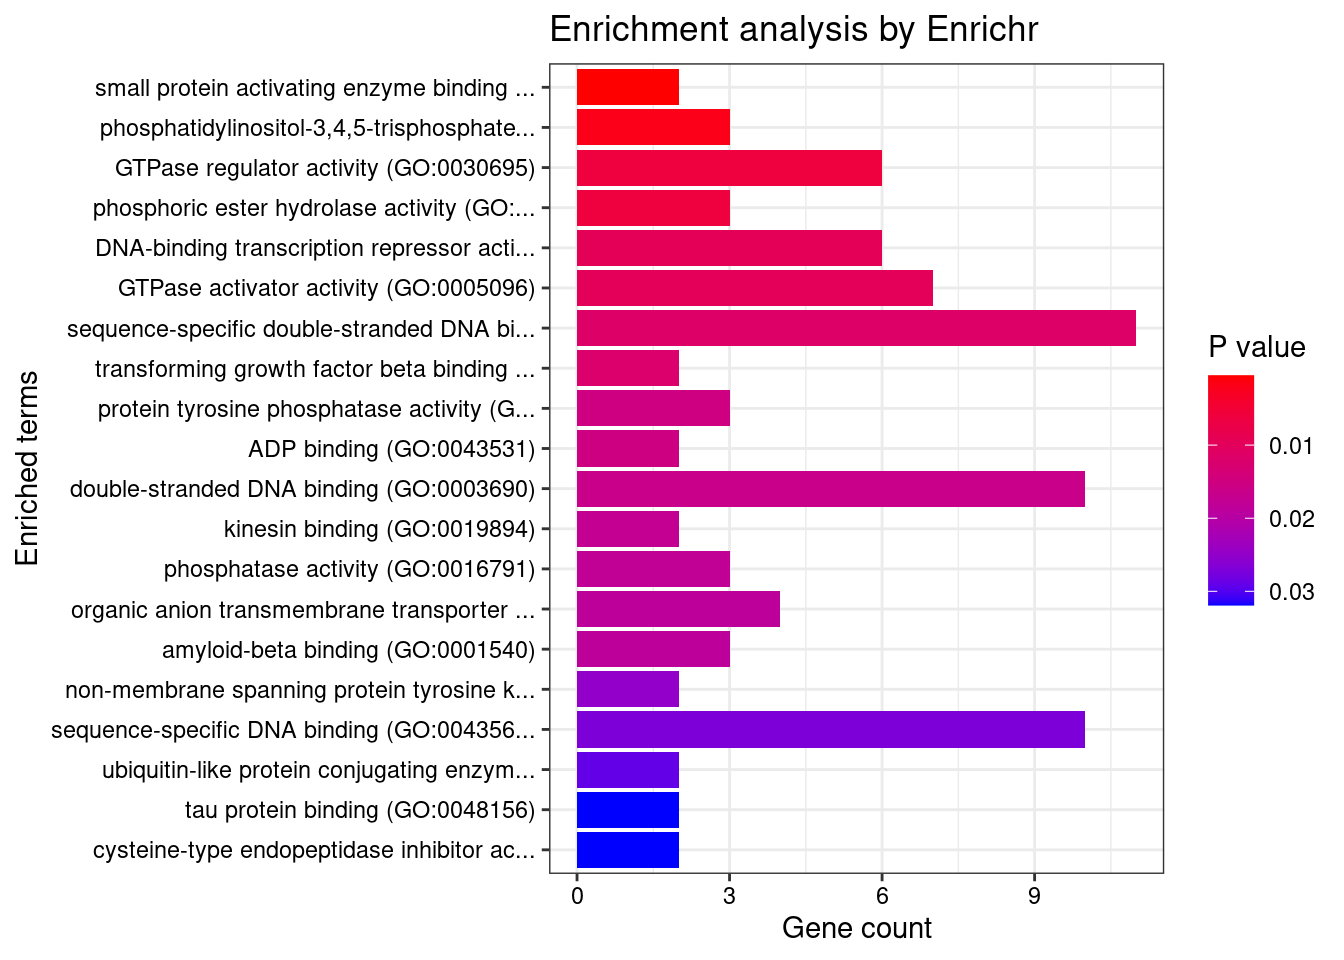 Enrichment analysis by Enrichr
small protein activating enzyme binding ...
phosphatidylinositol-3,4,5-trisphosphate...
GTPase regulator activity (GO:0030695)
phosphoric ester hydrolase activity (GO:...
DNA-binding transcription repressor acti...
GTPase activator activity (GO:0005096)
sequence-specific double-stranded DNA bi...
transforming growth factor beta binding ...
protein tyrosine phosphatase activity (G...
ADP binding (GO:0043531)
double-stranded DNA binding (GO:0003690)
kinesin binding (GO:0019894)
phosphatase activity (GO:0016791)
organic anion transmembrane transporter ...
amyloid-beta binding (GO:0001540)
non-membrane spanning protein tyrosine k...
sequence-specific DNA binding (GO:004356...
ubiquitin-like protein conjugating enzym...
tau protein binding (GO:0048156)
cysteine-type endopeptidase inhibitor ac...
Enriched terms
0 3 6 9
Gene count
P value
0.01
0.02
0.03